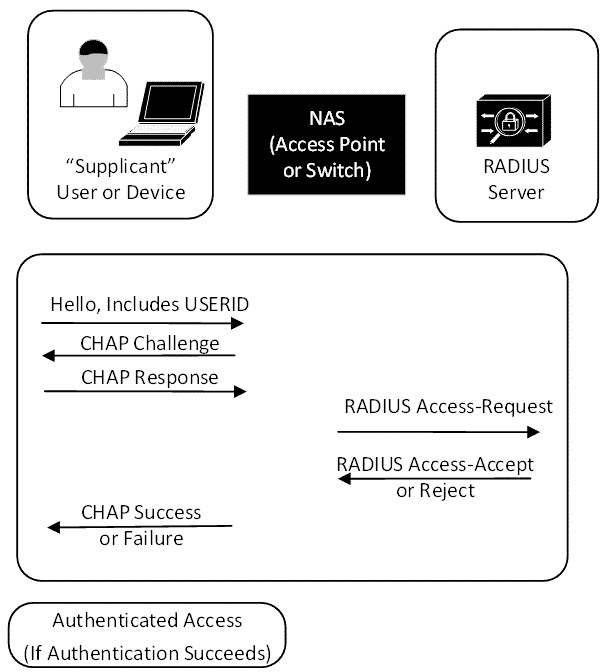 “Supplicant”
User or Device
NAS
(Access Point
or Switch)
RADIUS
Server
Hello, Includes USERID
CHAP Challenge
CHAP Response
RADIUS Access-Request
RADIUS Access-Accept
or Reject
CHAP Success
or Failure
Authenticated Access
(If Authentication Succeeds)